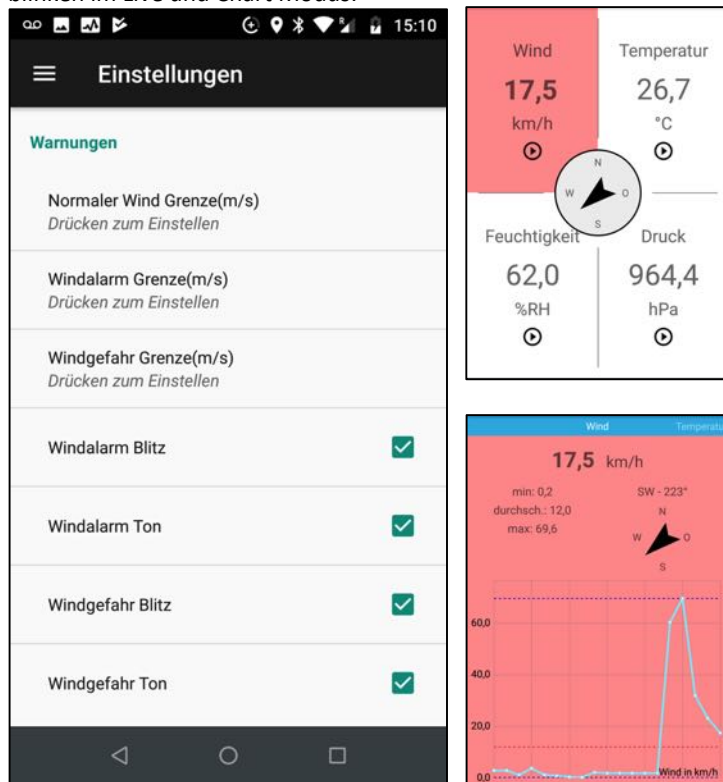 15:10
Einstellungen
Warnungen
Normaler Wind Grenze(m/s)
Drücken zum Einstellen
Windalarm Grenze(m/s)
Drücken zum Einstellen
Windgefahr Grenze(m/s)
Drücken zum Einstellen
Windalarm Blitz
Windalarm Ton
Windgefahr Blitz
Windgefahr Ton
Wind
17,5
km/h
Temperatur
26,7
°C
N
W O
S
Feuchtigkeit
62,0
%RH
Druck
964,4
hPa
Wind
17,5 km/h
min: 0,2
durchsch.: 12,0
max: 69,6
SW - 223°
N
W O
S
60,0
40,0
20,0
0,0
Wind in km/h